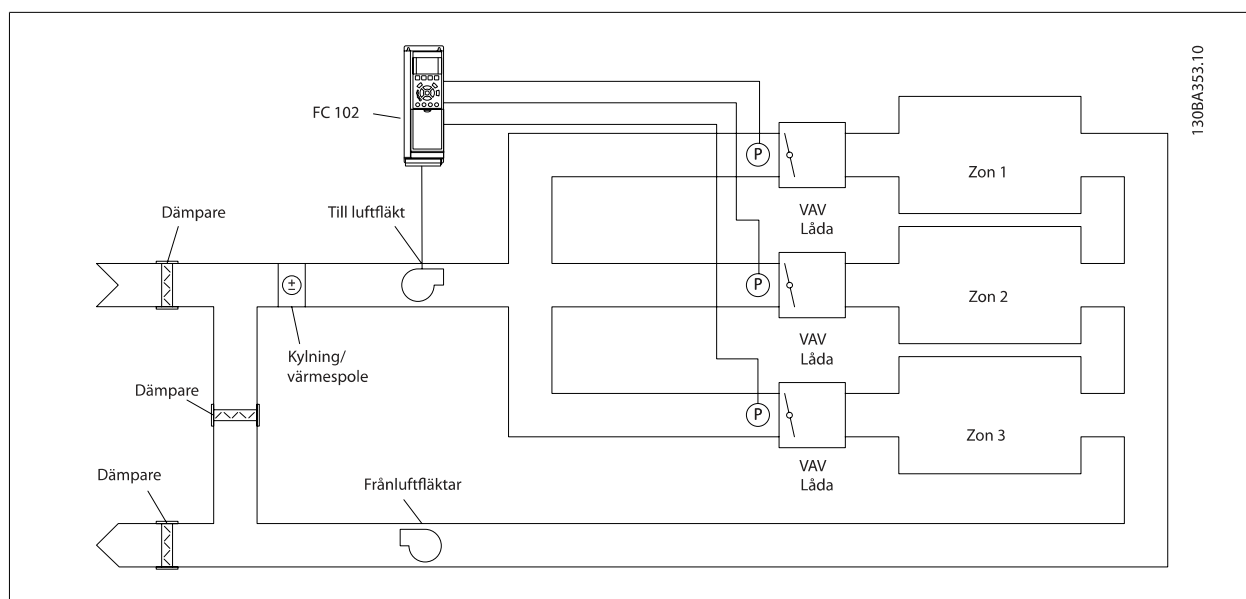 130BA353.10
FC 102
Dämpare
Till luftfläkt
P
Zon 1
VAV
Låda
±
P
Zon 2
Kylning/
värmespole
VAV
Låda
Dämpare
P
Zon 3
VAV
Låda
Dämpare
Frånluftfläktar